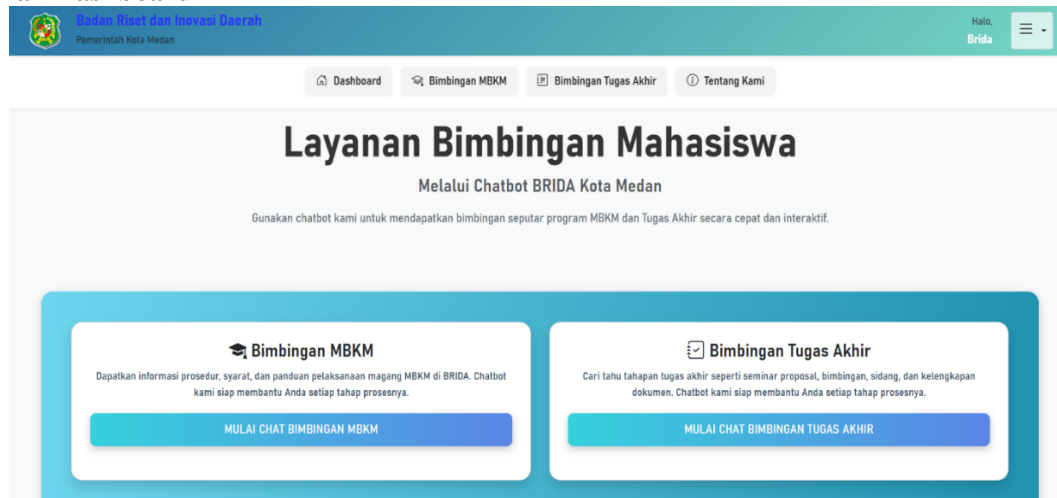 Badan Riset dan Inovasi Daerah
Pemerintah Kota Medan
Halo,
Brida
Dashboard
Bimbingan MBKM
Bimbingan Tugas Akhir
Tentang Kami
Layanan Bimbingan Mahasiswa
Melalui Chatbot BRIDA Kota Medan
Gunakan chatbot kami untuk mendapatkan bimbingan seputar program MBKM dan Tugas Akhir secara cepat dan interaktif.
Bimbingan MBKM
Dapatkan informasi prosedur, syarat, dan panduan pelaksanaan magang MBKM di BRIDA. Chatbot
kami siap membantu Anda setiap tahap prosesnya.
MULAI CHAT BIMBINGAN MBKM
Bimbingan Tugas Akhir
Cari tahu tahapan tugas akhir seperti seminar proposal, bimbingan, sidang, dan kelengkapan
dokumen. Chatbot kami siap membantu Anda setiap tahap prosesnya.
MULAI CHAT BIMBINGAN TUGAS AKHIR